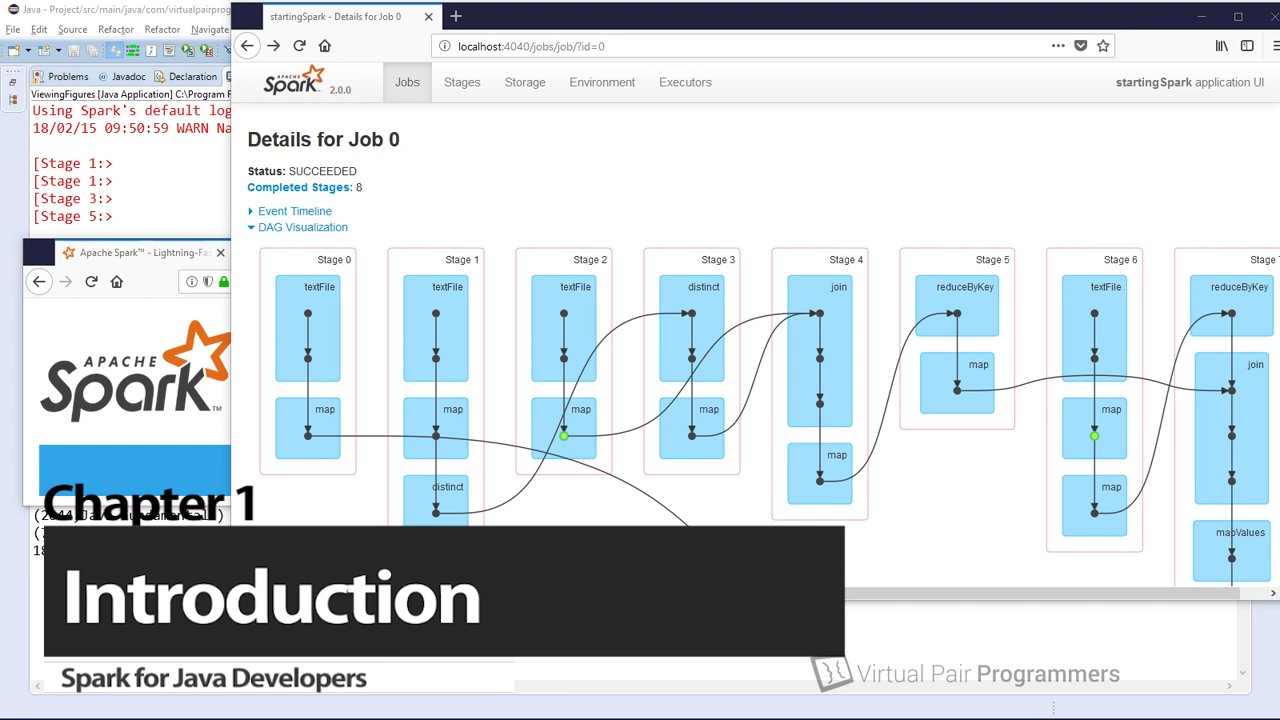 Java - Project/src/main/java/com/virtualpairprog
File Edit Source Refactor Refactor Navigate
Problems Javadoc Declaration
ViewingFigures [Java Application] C:\Program F
Using Spark's default log
18/02/15 09:50:59 WARN Na
[Stage 1:>
[Stage 1:>
[Stage 3:>
[Stage 5:>
startingSpark - Details for Job 0
localhost:4040/jobs/job/?id=0
APACHE
Spark 2.0.0
Jobs Stages Storage Environment Executors
startingSpark application UI
Details for Job 0
Status: SUCCEEDED
Completed Stages: 8
Event Timeline
DAG Visualization
Stage 0 Stage 1 Stage 2 Stage 3 Stage 4 Stage 5 Stage 6 Stage 7
textFile textFile textFile distinct join reduceByKey textFile reduceByKey
map join
map map map map map
map
distinct map
mapValues
Apache Spark™ - Lightning-Fas
APACHE
Spark™
Chapter 1
Introduction
Spark for Java Developers
Virtual Pair Programmers